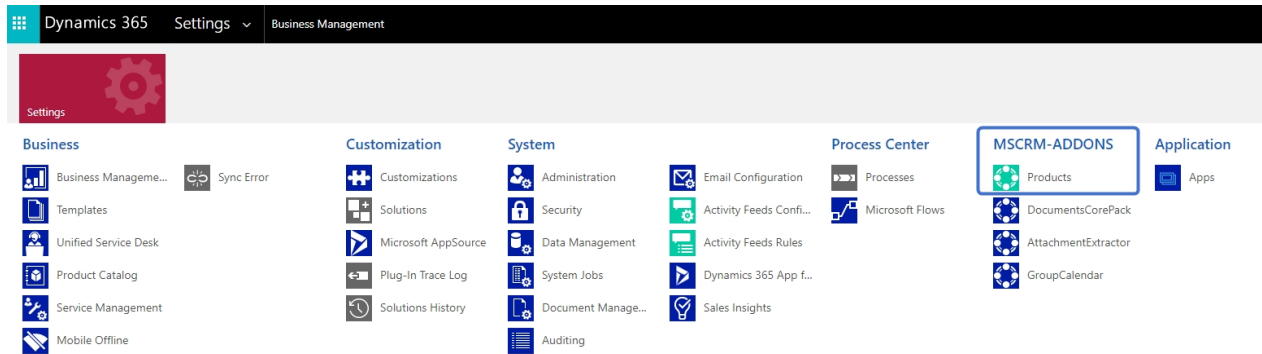 Dynamics 365 Settings Business Management
Settings
Business
Business Manageme...
Templates
Unified Service Desk
Product Catalog
Service Management
Mobile Offline
Sync Error
Customization
Customizations
Solutions
Microsoft AppSource
Plug-In Trace Log
Solutions History
System
Administration
Security
Data Management
System Jobs
Document Manage...
Auditing
Email Configuration
Activity Feeds Confi...
Activity Feeds Rules
Dynamics 365 App f...
Sales Insights
Process Center
Processes
Microsoft Flows
MSCRM-ADDONS
Products
DocumentsCorePack
AttachmentExtractor
GroupCalendar
Application
Apps